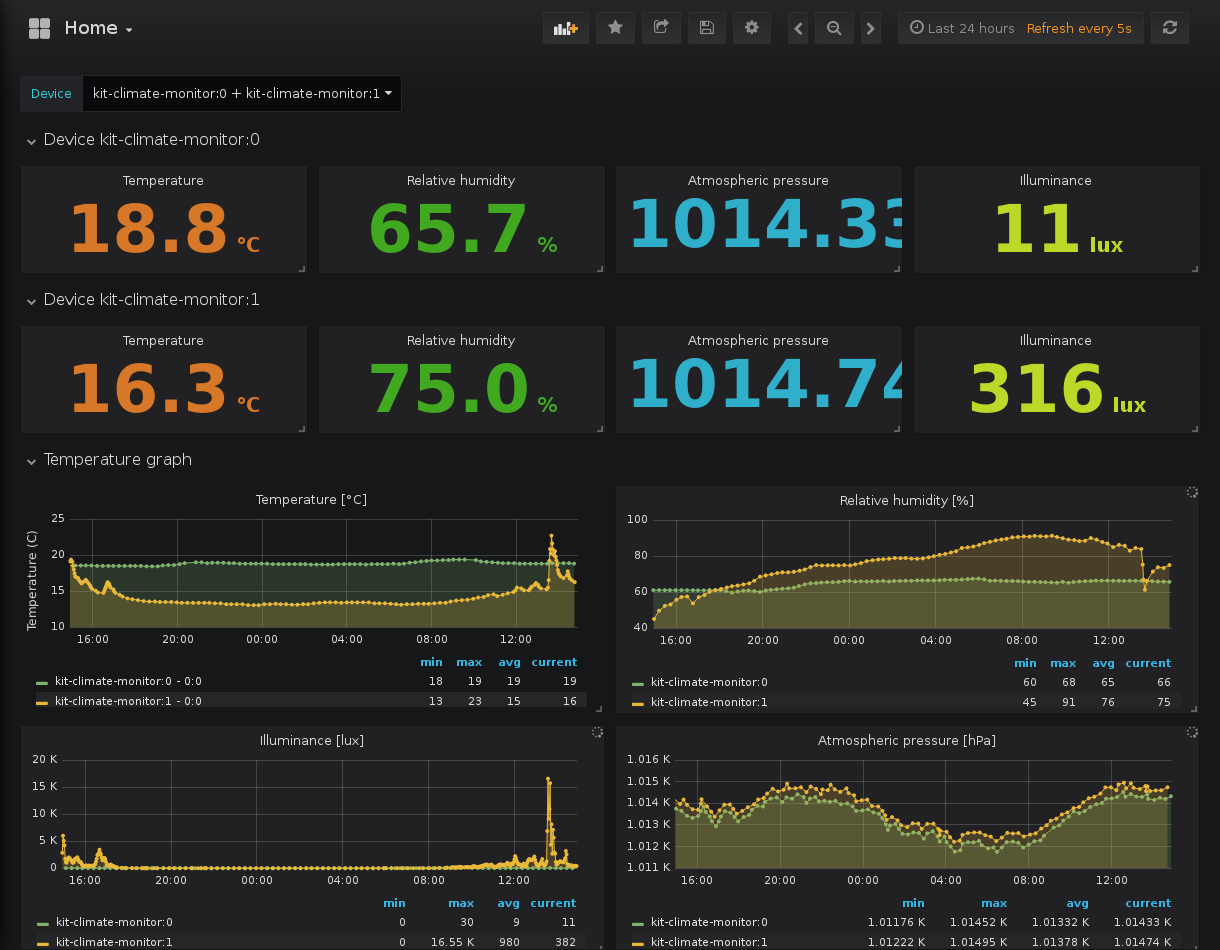 Home
Last 24 hours Refresh every 5s
Device kit-climate-monitor:0 + kit-climate-monitor:1
Device kit-climate-monitor:0
Temperature Relative humidity Atmospheric pressure Illuminance
18.8 °C 65.7 % 1014.33 11 lux
Device kit-climate-monitor:1
Temperature Relative humidity Atmospheric pressure Illuminance
16.3 °C 75.0 % 1014.74 316 lux
Temperature graph
Temperature [°C]
Temperature (C)
25
20
15
10
16:00 20:00 00:00 04:00 08:00 12:00
min max avg current
kit-climate-monitor:0 - 0:0 18 19 19 19
kit-climate-monitor:1 - 0:0 13 23 15 16
Relative humidity [%]
100
80
60
40
16:00 20:00 00:00 04:00 08:00 12:00
min max avg current
kit-climate-monitor:0 60 68 65 66
kit-climate-monitor:1 45 91 76 75
Illuminance [lux]
20 K
15 K
10 K
5 K
0
16:00 20:00 00:00 04:00 08:00 12:00
min max avg current
kit-climate-monitor:0 0 30 9 11
kit-climate-monitor:1 0 16.55 K 980 382
Atmospheric pressure [hPa]
1.016 K
1.015 K
1.014 K
1.013 K
1.012 K
1.011 K
16:00 20:00 00:00 04:00 08:00 12:00
min max avg current
kit-climate-monitor:0 1.01176 K 1.01452 K 1.01332 K 1.01433 K
kit-climate-monitor:1 1.01222 K 1.01495 K 1.01378 K 1.01474 K